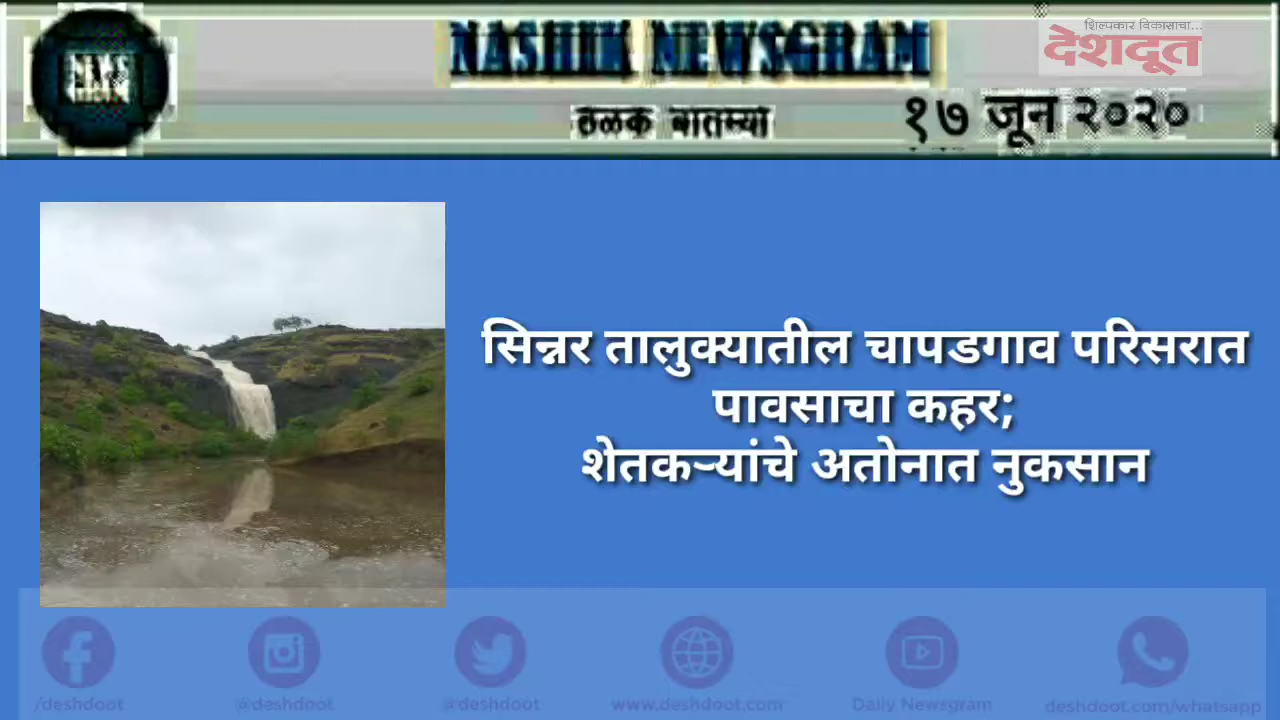 NASHIK NEWSGRAM
शिल्पकार विकासाचा...
देशदूत
ठळक बातम्या
१७ जून २०२०
सिन्नर तालुक्यातील चापडगाव परिसरात
पावसाचा कहर;
शेतकऱ्यांचे अतोनात नुकसान
/deshdoot
@deshdoot
@deshdoot
www.deshdoot.com
Daily Newsgram
deshdoot.com/whatsapp